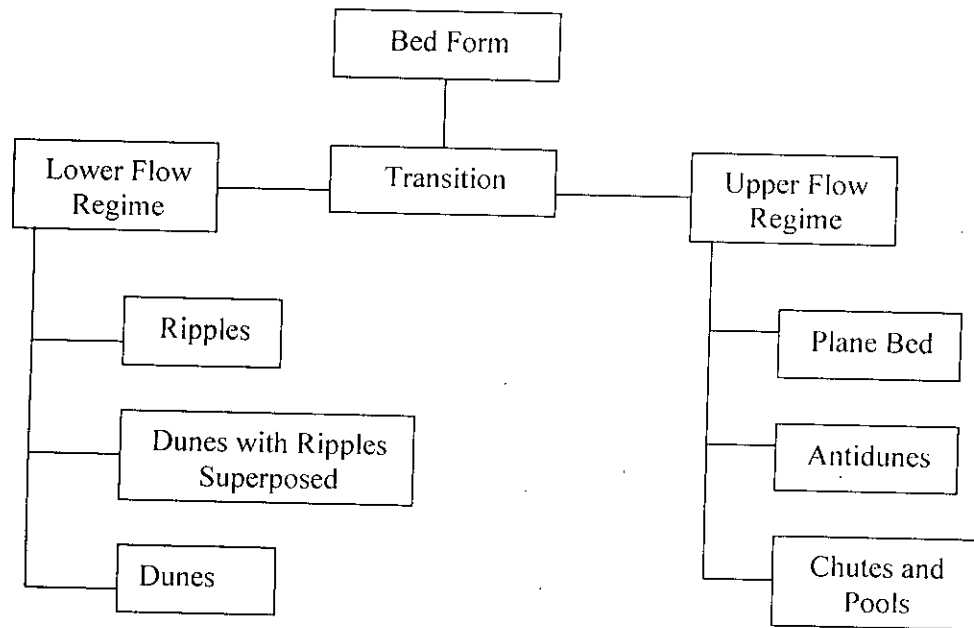 Bed Form
Lower Flow
Regime
Transition
Upper Flow
Regime
Ripples
Plane Bed
Dunes with Ripples
Superposed
Antidunes
Dunes
Chutes and
Pools